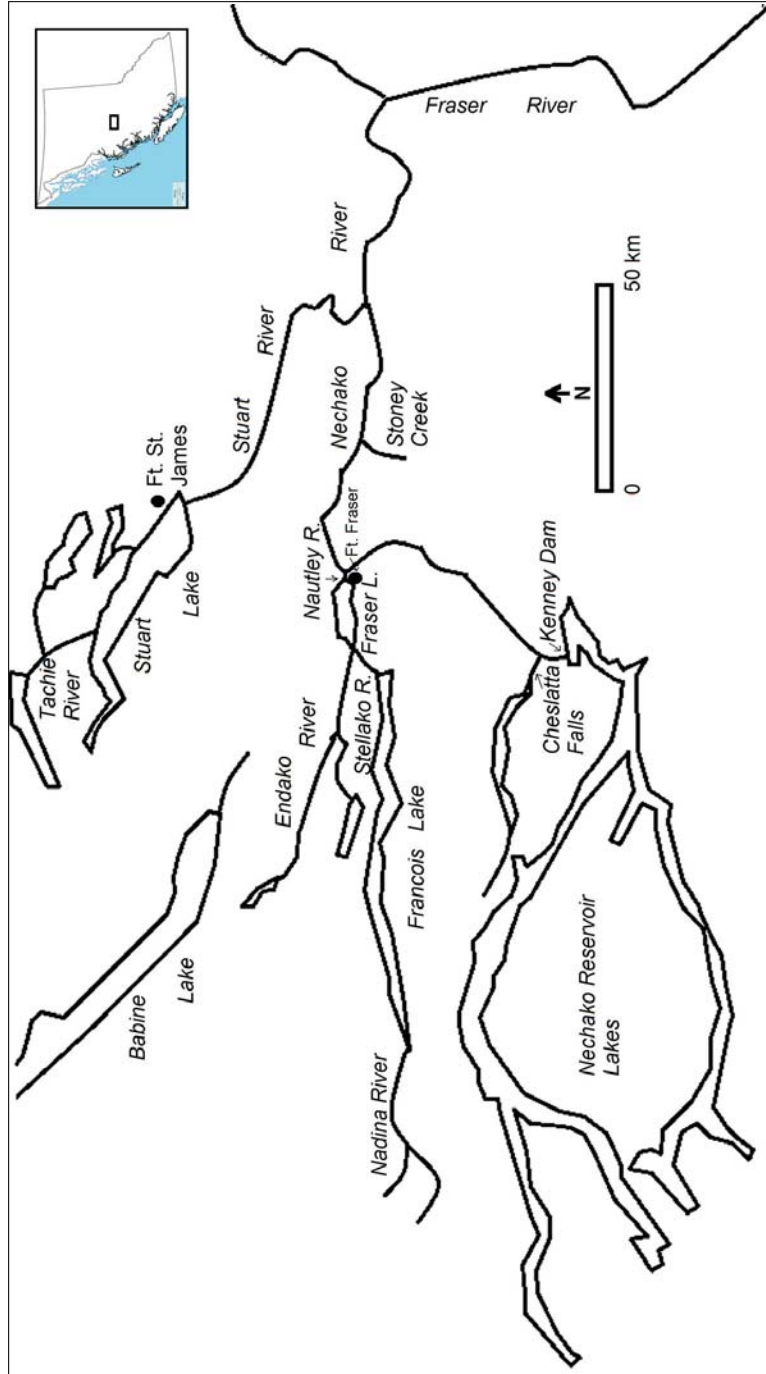 Tachie
River
Stuart
Lake
Ft. St.
James
Stuart
River
Babine
Lake
Endako
River
Nautley R.
Ft. Fraser
Fraser L.
Stellako R.
Nechako
River
Stoney
Creek
Fraser
River
Francois
Lake
Nadina River
Cheslatta
Falls
Kenney Dam
Nechako Reservoir
Lakes
N
0
50 km